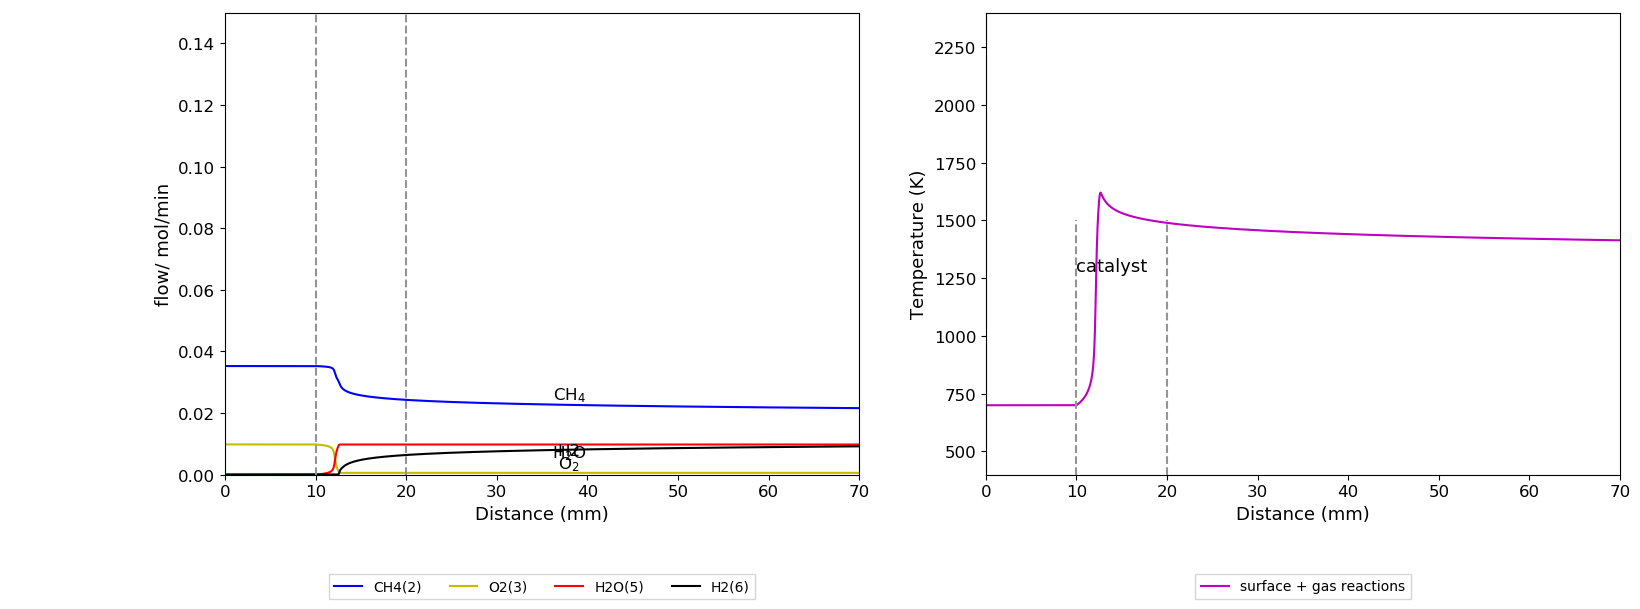 0.14
0.12
0.10
0.08
0.06
0.04
0.02
0.00
flow/ mol/min
CH4
H2
H2O
O2
0 10 20 30 40 50 60 70
Distance (mm)
CH4(2) O2(3) H2O(5) H2(6)
2250
2000
1750
1500
1250
1000
750
500
Temperature (K)
catalyst
0 10 20 30 40 50 60 70
Distance (mm)
surface + gas reactions